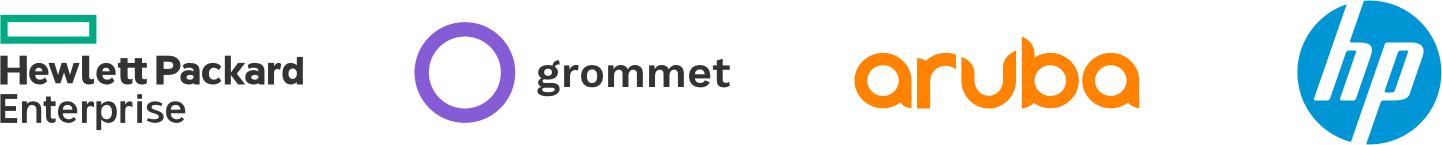 Hewlett Packard
Enterprise
grommet
aruba
hp